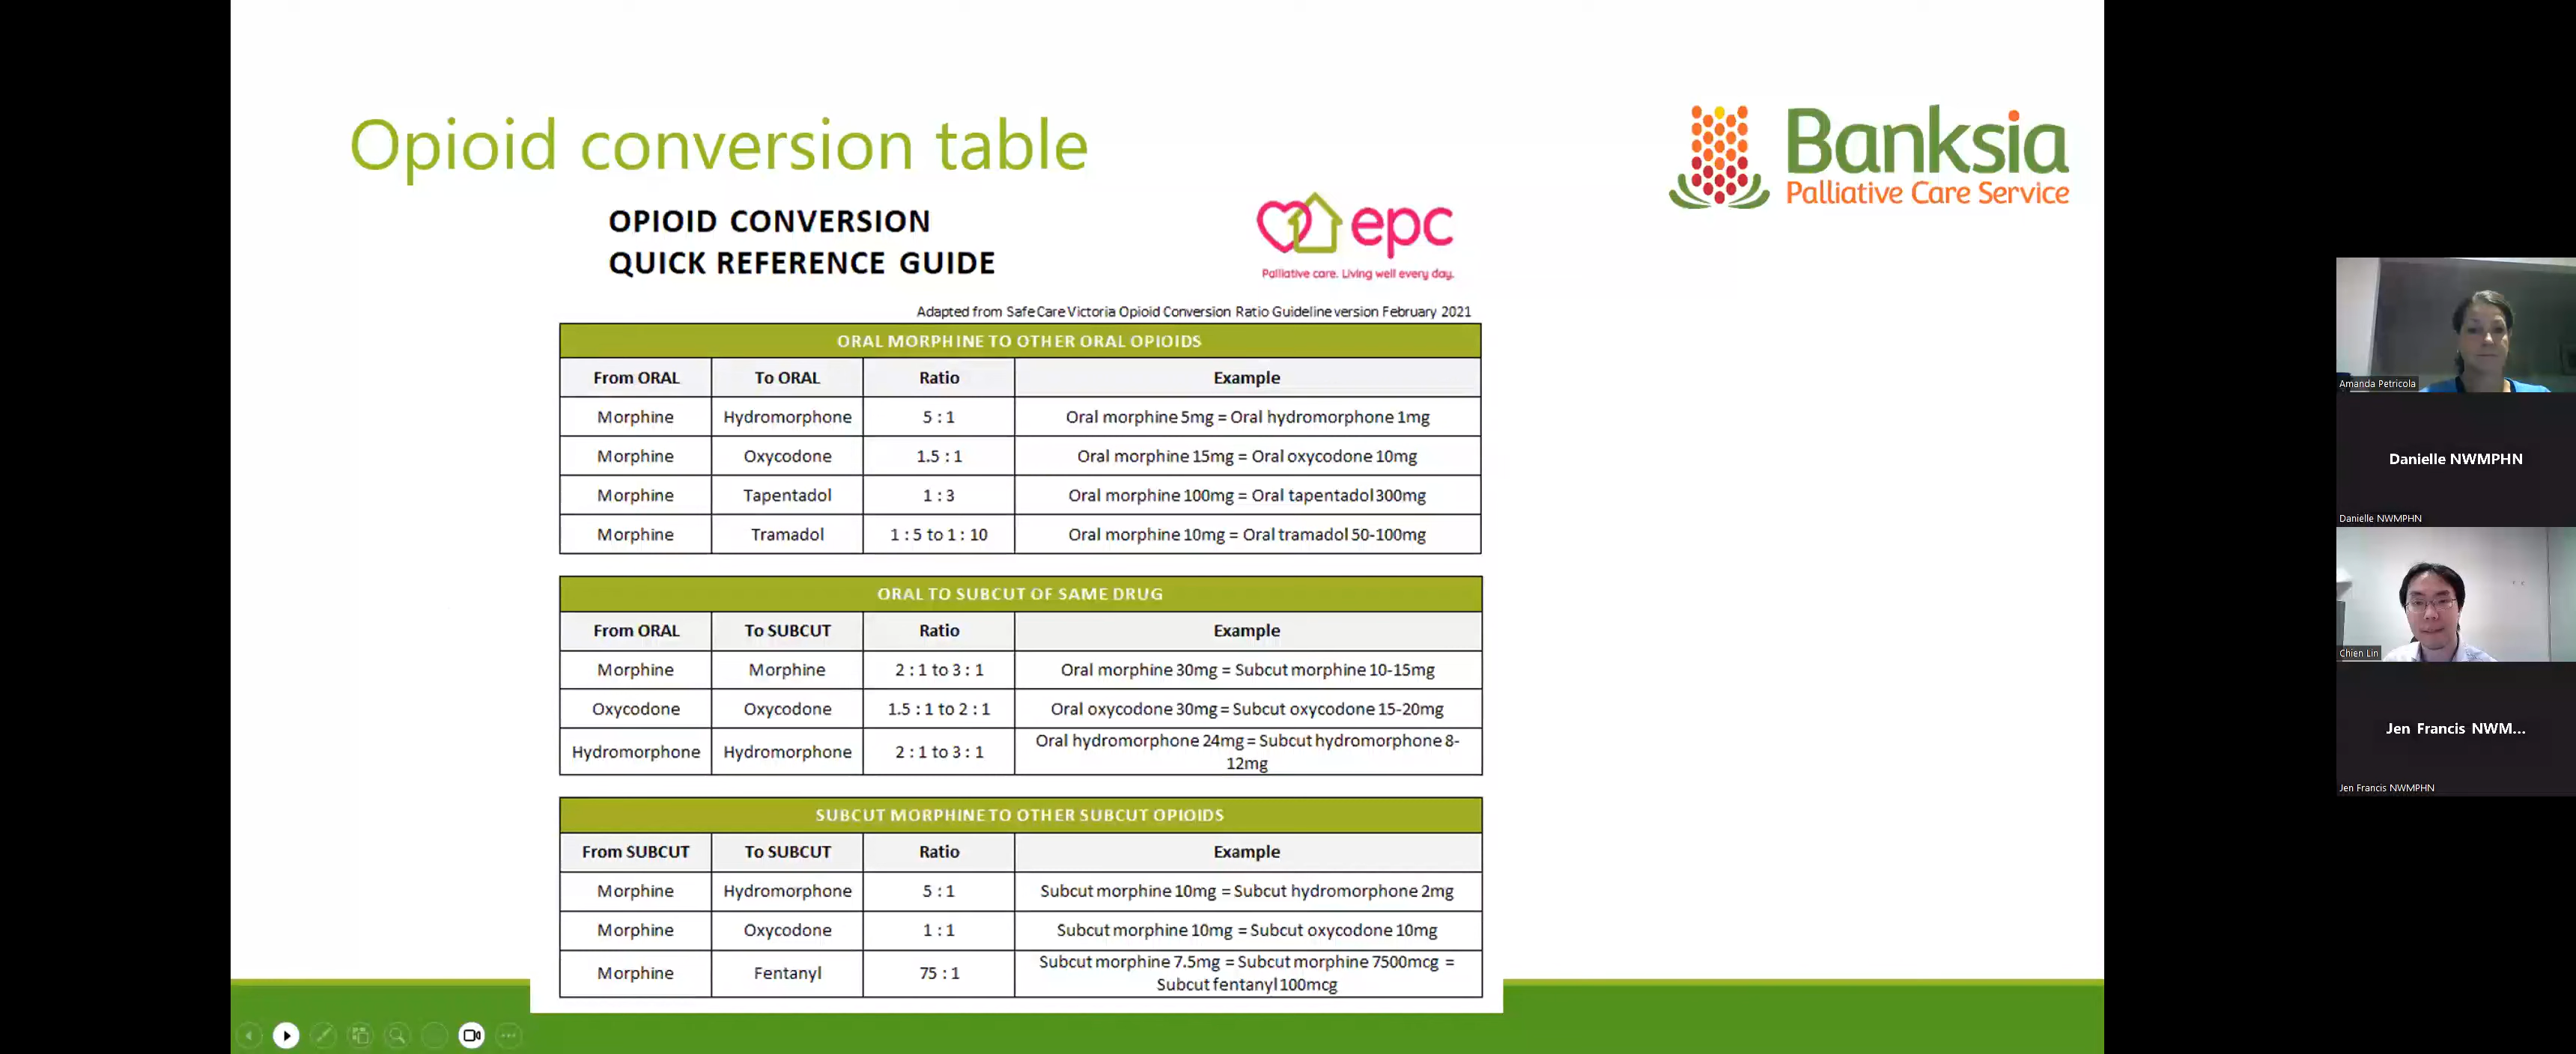 Opioid conversion table
Banksia
Palliative Care Service
OPIOID CONVERSION
QUICK REFERENCE GUIDE
epc
Palliative care. Living well every day.
Adapted from Safe Care Victoria Opioid Conversion Ratio Guideline version February 2021
ORAL MORPHINE TO OTHER ORAL OPIOIDS
From ORAL To ORAL Ratio Example
Morphine Hydromorphone 5 : 1 Oral morphine 5mg = Oral hydromorphone 1mg
Morphine Oxycodone 1.5 : 1 Oral morphine 15mg = Oral oxycodone 10mg
Morphine Tapentadol 1 : 3 Oral morphine 100mg = Oral tapentadol 300mg
Morphine Tramadol 1 : 5 to 1 : 10 Oral morphine 10mg = Oral tramadol 50-100mg
ORAL TO SUBCUT OF SAME DRUG
From ORAL To SUBCUT Ratio Example
Morphine Morphine 2 : 1 to 3 : 1 Oral morphine 30mg = Subcut morphine 10-15mg
Oxycodone Oxycodone 1.5 : 1 to 2 : 1 Oral oxycodone 30mg = Subcut oxycodone 15-20mg
Hydromorphone Hydromorphone 2 : 1 to 3 : 1 Oral hydromorphone 24mg = Subcut hydromorphone 8-
12mg
SUBCUT MORPHINE TO OTHER SUBCUT OPIOIDS
From SUBCUT To SUBCUT Ratio Example
Morphine Hydromorphone 5 : 1 Subcut morphine 10mg = Subcut hydromorphone 2mg
Morphine Oxycodone 1 : 1 Subcut morphine 10mg = Subcut oxycodone 10mg
Morphine Fentanyl 75 : 1 Subcut morphine 7.5mg = Subcut morphine 7500mcg =
Subcut fentanyl 100mcg
Amanda Petricola
Danielle NWMPHN
Danielle NWMPHN
Chien Lin
Jen Francis NWM...
Jen Francis NWMPHN